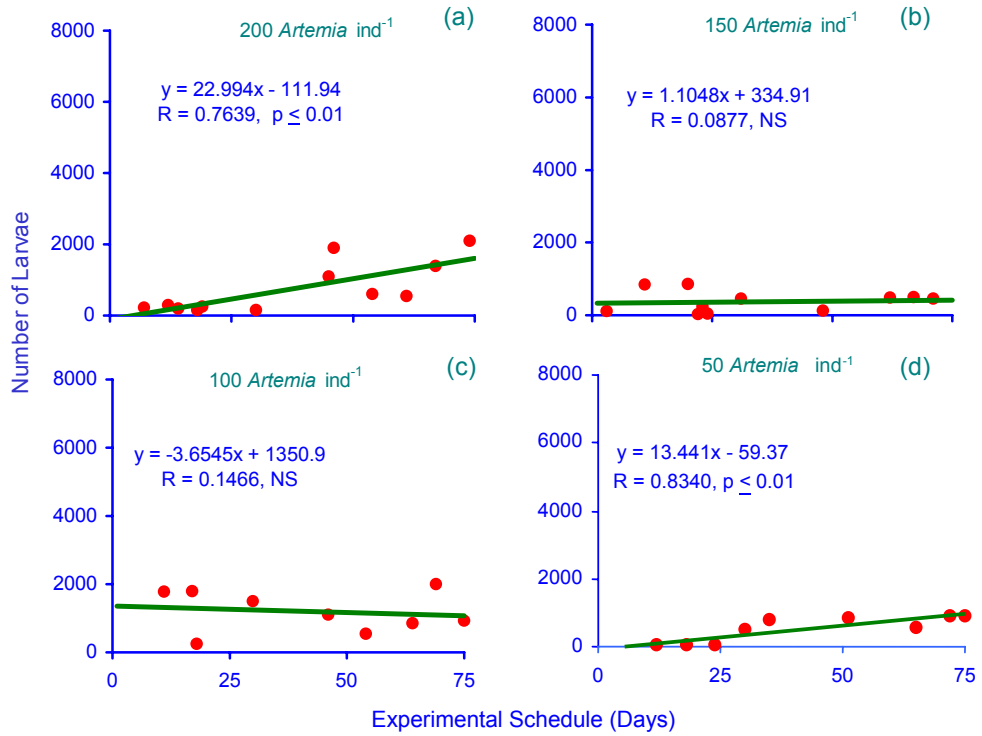 (a)
200 Artemia ind-1
8000
6000
4000
2000
0
y = 22.994x - 111.94
R = 0.7639, p ≤ 0.01
(b)
150 Artemia ind-1
8000
6000
4000
2000
0
y = 1.1048x + 334.91
R = 0.0877, NS
Number of Larvae
(c)
100 Artemia ind-1
8000
6000
4000
2000
0
y = -3.6545x + 1350.9
R = 0.1466, NS
0 25 50 75
(d)
50 Artemia ind-1
8000
6000
4000
2000
0
y = 13.441x - 59.37
R = 0.8340, p ≤ 0.01
0 25 50 75
Experimental Schedule (Days)